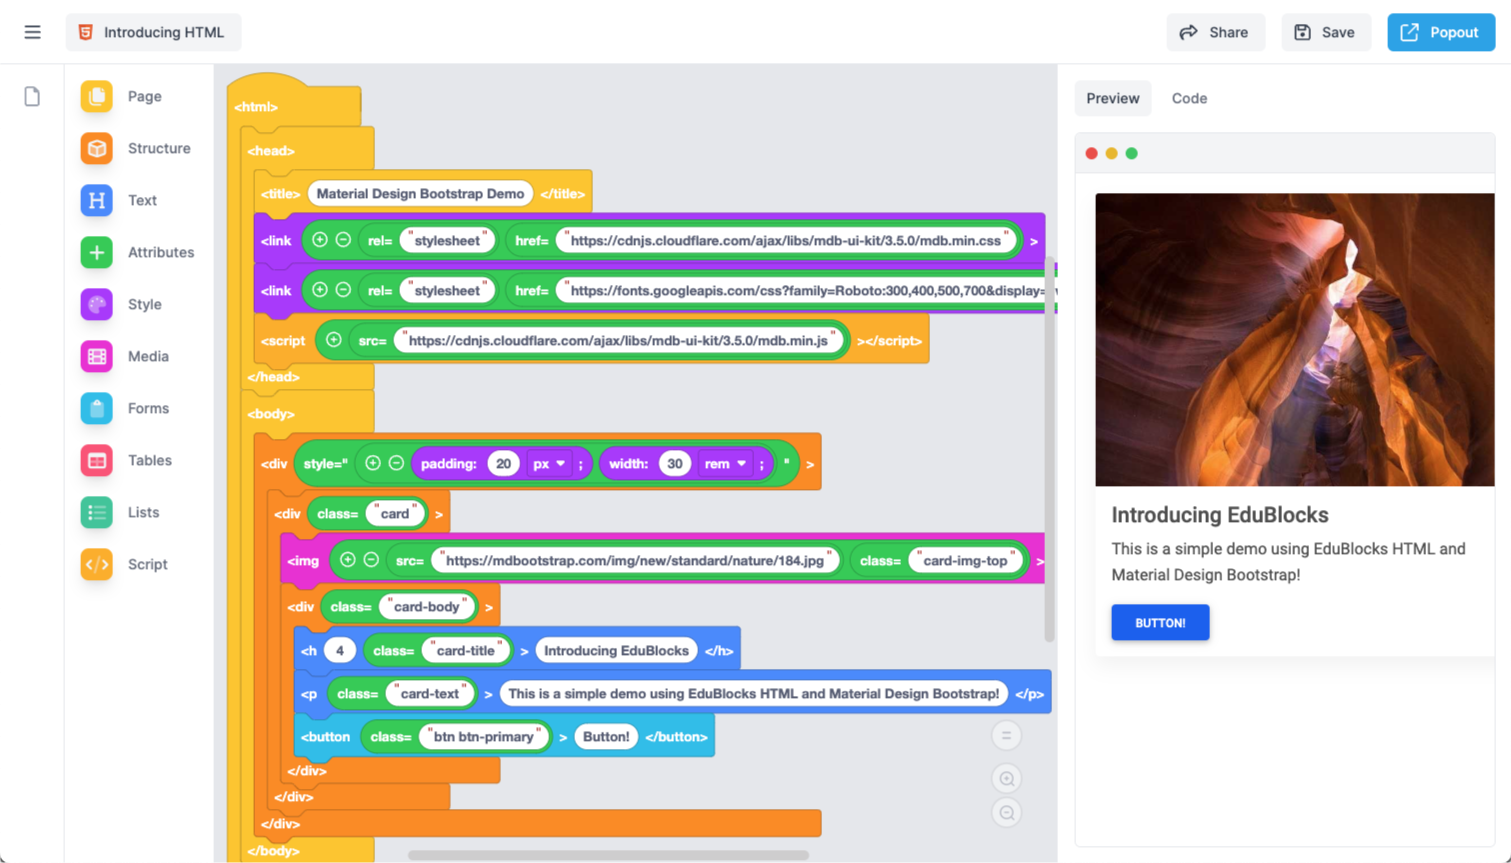 Introducing HTML
Share
Save
Popout
Page
Structure
Text
Attributes
Style
Media
Forms
Tables
Lists
Script
<html>
<head>
<title> Material Design Bootstrap Demo </title>
<link rel= "stylesheet" href= "https://cdnjs.cloudflare.com/ajax/libs/mdb-ui-kit/3.5.0/mdb.min.css" >
<link rel= "stylesheet" href= "https://fonts.googleapis.com/css?family=Roboto:300,400,500,700&display=
<script src= "https://cdnjs.cloudflare.com/ajax/libs/mdb-ui-kit/3.5.0/mdb.min.js" ></script>
</head>
<body>
<div style=" padding: 20 px ; width: 30 rem ; " >
<div class= "card" >
<img src= "https://mdbootstrap.com/img/new/standard/nature/184.jpg" class= "card-img-top" >
<div class= "card-body" >
<h 4 class= "card-title" > Introducing EduBlocks </h>
<p class= "card-text" > This is a simple demo using EduBlocks HTML and Material Design Bootstrap! </p>
<button class= "btn btn-primary" > Button! </button>
</div>
</div>
</div>
</body>
Preview Code
Introducing EduBlocks
This is a simple demo using EduBlocks HTML and
Material Design Bootstrap!
BUTTON!